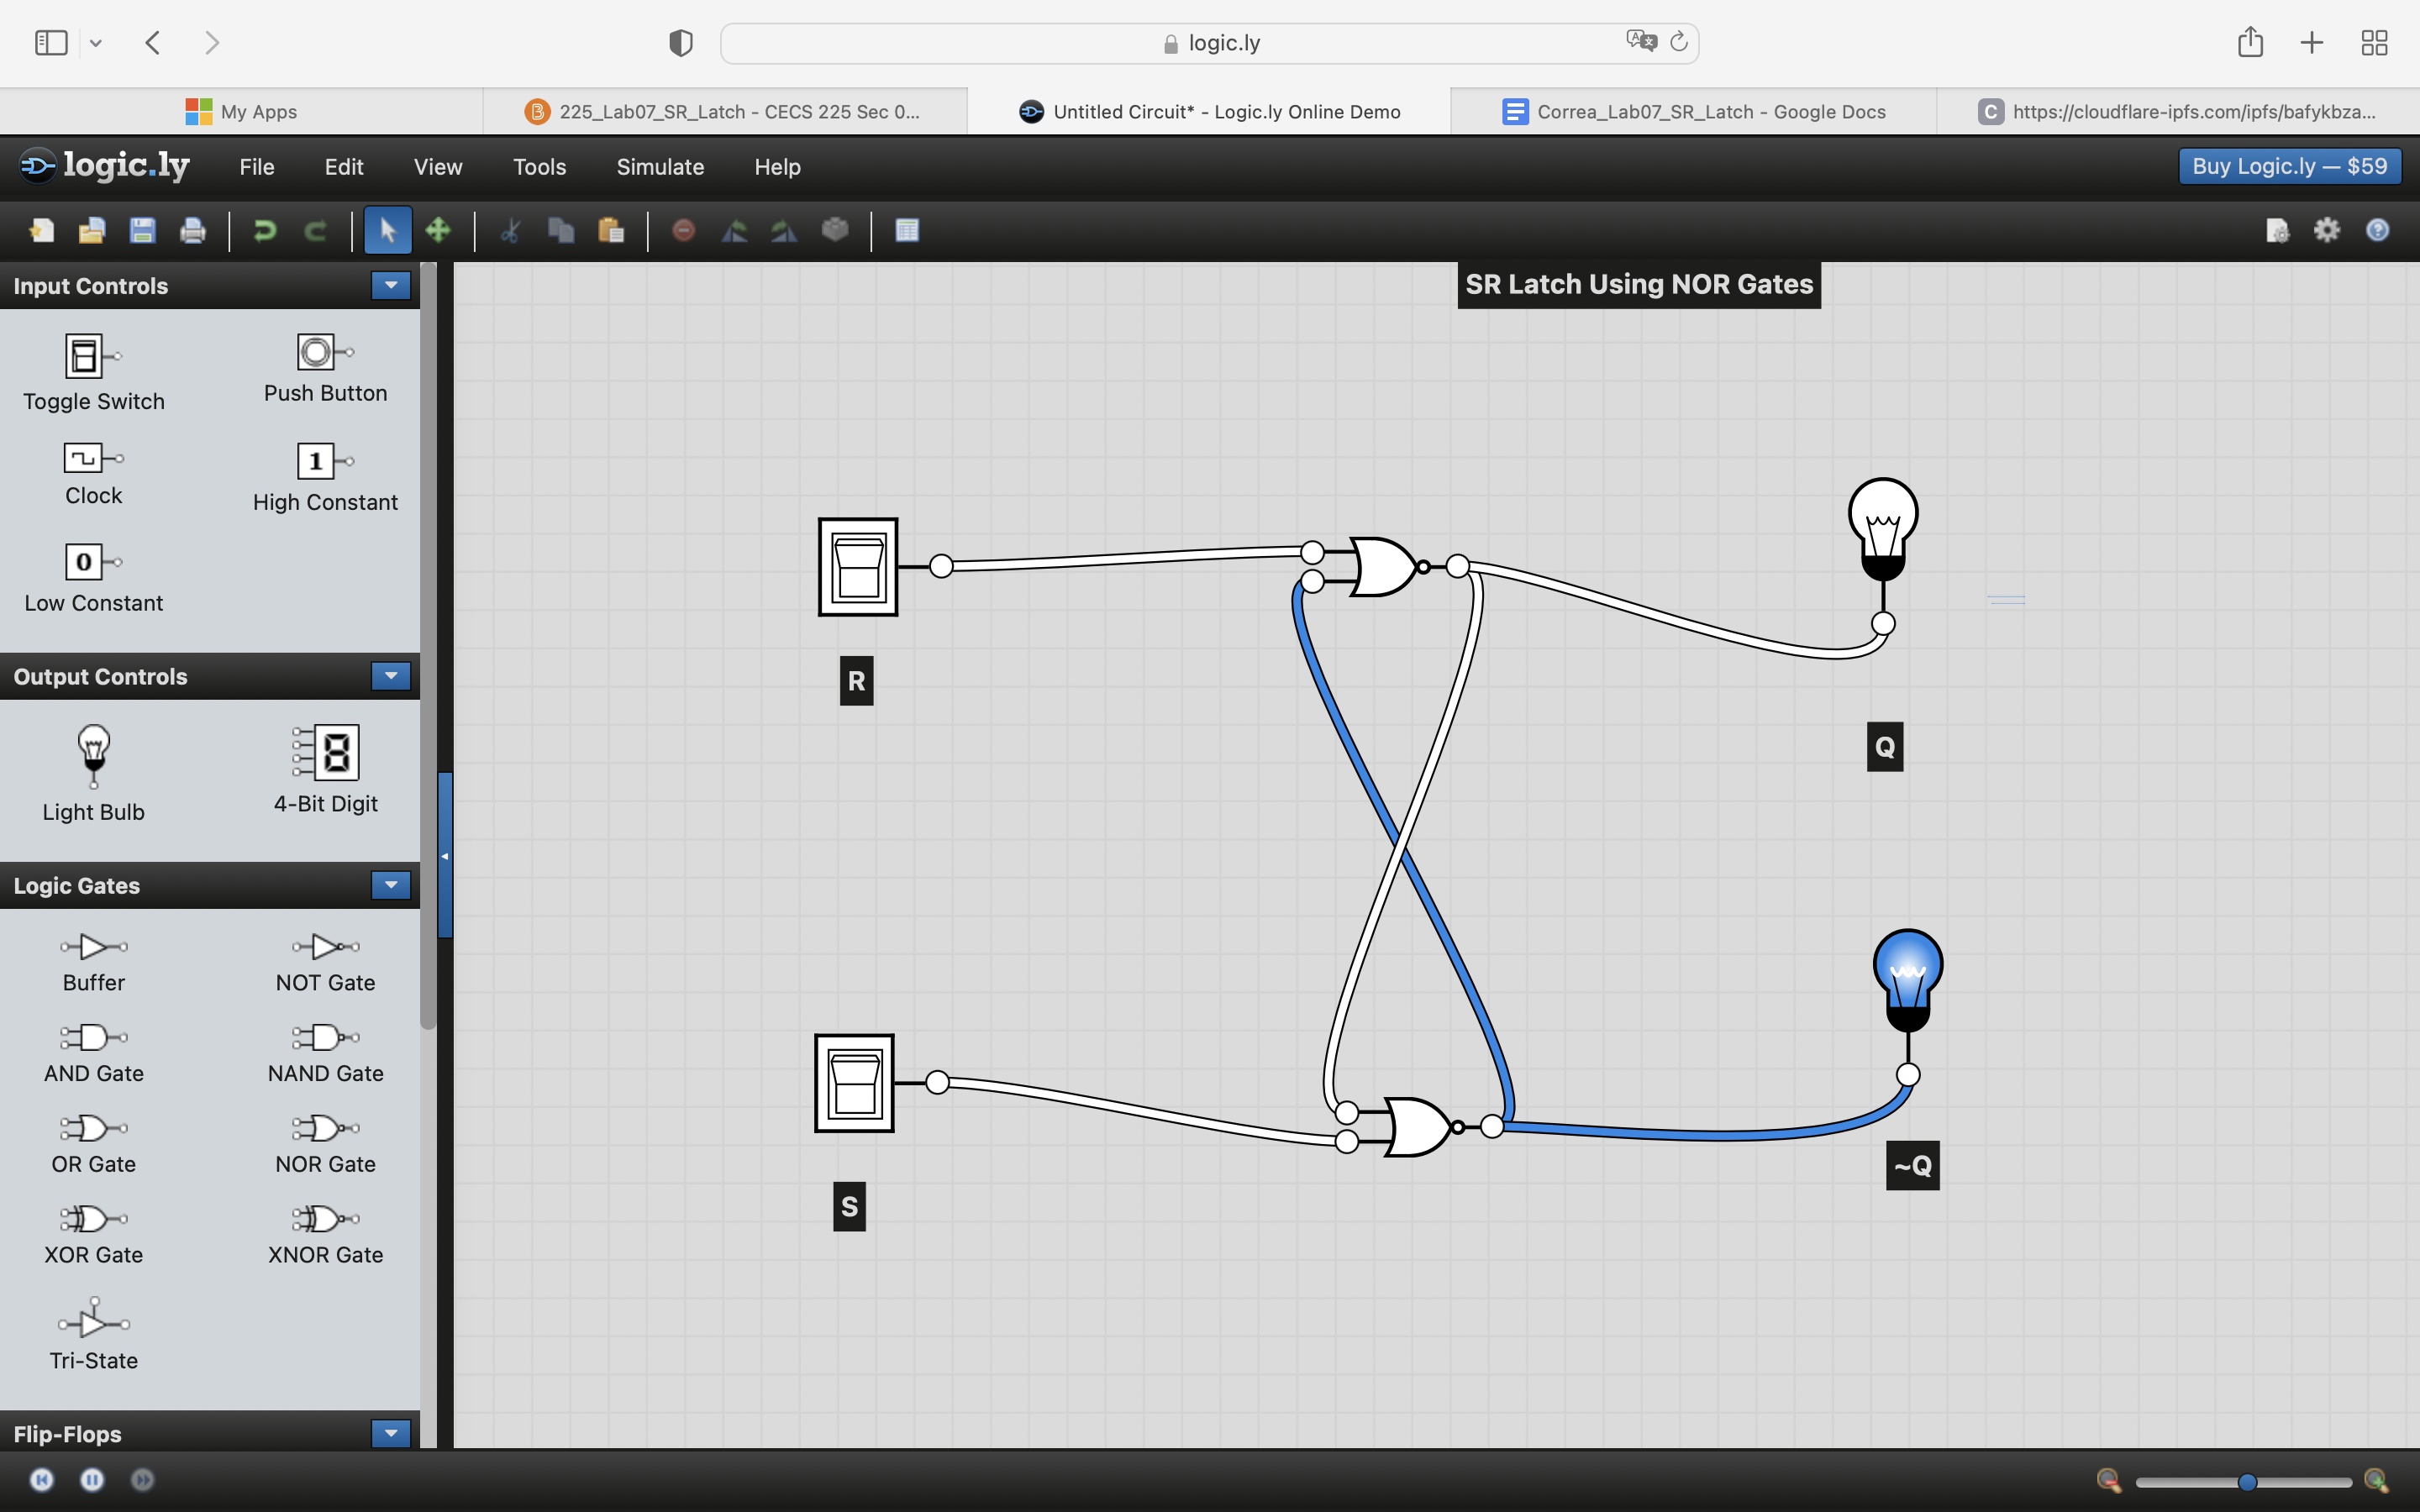 logic.ly
My Apps
225_Lab07_SR_Latch - CECS 225 Sec 0...
Untitled Circuit* - Logic.ly Online Demo
Correa_Lab07_SR_Latch - Google Docs
C https://cloudflare-ipfs.com/ipfs/bafykbza...
logic.ly File Edit View Tools Simulate Help Buy Logic.ly — $59
Input Controls
Toggle Switch
Push Button
Clock
1
High Constant
0
Low Constant
Output Controls
Light Bulb
4-Bit Digit
Logic Gates
Buffer
NOT Gate
AND Gate
NAND Gate
OR Gate
NOR Gate
XOR Gate
XNOR Gate
Tri-State
Flip-Flops
SR Latch Using NOR Gates
R
Q
S
~Q